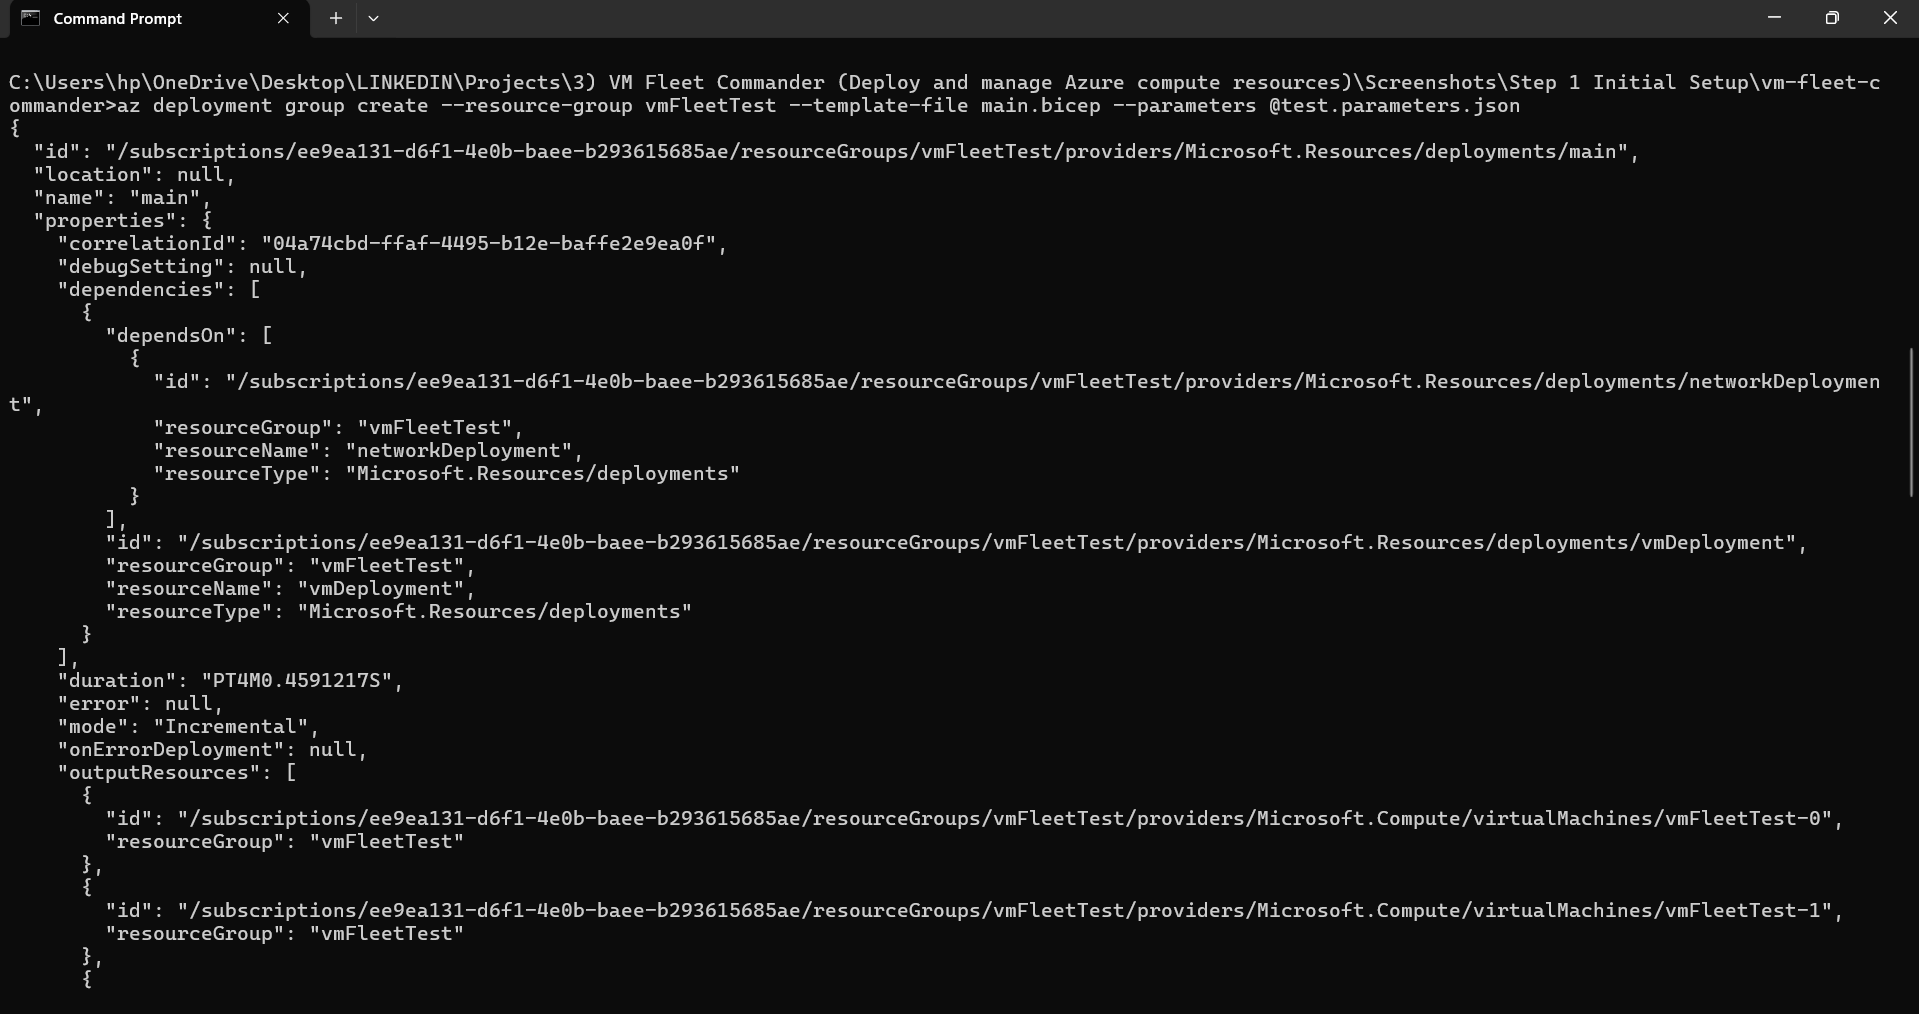 Command Prompt
C:\Users\hp\OneDrive\Desktop\LINKEDIN\Projects\3) VM Fleet Commander (Deploy and manage Azure compute resources)\Screenshots\Step 1 Initial Setup\vm-fleet-c
ommander>az deployment group create --resource-group vmFleetTest --template-file main.bicep --parameters @test.parameters.json
{
  "id": "/subscriptions/ee9ea131-d6f1-4e0b-baee-b293615685ae/resourceGroups/vmFleetTest/providers/Microsoft.Resources/deployments/main",
  "location": null,
  "name": "main",
  "properties": {
    "correlationId": "04a74cbd-ffaf-4495-b12e-baffe2e9ea0f",
    "debugSetting": null,
    "dependencies": [
      {
        "dependsOn": [
          {
            "id": "/subscriptions/ee9ea131-d6f1-4e0b-baee-b293615685ae/resourceGroups/vmFleetTest/providers/Microsoft.Resources/deployments/networkDeploymen
t",
            "resourceGroup": "vmFleetTest",
            "resourceName": "networkDeployment",
            "resourceType": "Microsoft.Resources/deployments"
          }
        ],
        "id": "/subscriptions/ee9ea131-d6f1-4e0b-baee-b293615685ae/resourceGroups/vmFleetTest/providers/Microsoft.Resources/deployments/vmDeployment",
        "resourceGroup": "vmFleetTest",
        "resourceName": "vmDeployment",
        "resourceType": "Microsoft.Resources/deployments"
      }
    ],
    "duration": "PT4M0.4591217S",
    "error": null,
    "mode": "Incremental",
    "onErrorDeployment": null,
    "outputResources": [
      {
        "id": "/subscriptions/ee9ea131-d6f1-4e0b-baee-b293615685ae/resourceGroups/vmFleetTest/providers/Microsoft.Compute/virtualMachines/vmFleetTest-0",
        "resourceGroup": "vmFleetTest"
      },
      {
        "id": "/subscriptions/ee9ea131-d6f1-4e0b-baee-b293615685ae/resourceGroups/vmFleetTest/providers/Microsoft.Compute/virtualMachines/vmFleetTest-1",
        "resourceGroup": "vmFleetTest"
      },
      {